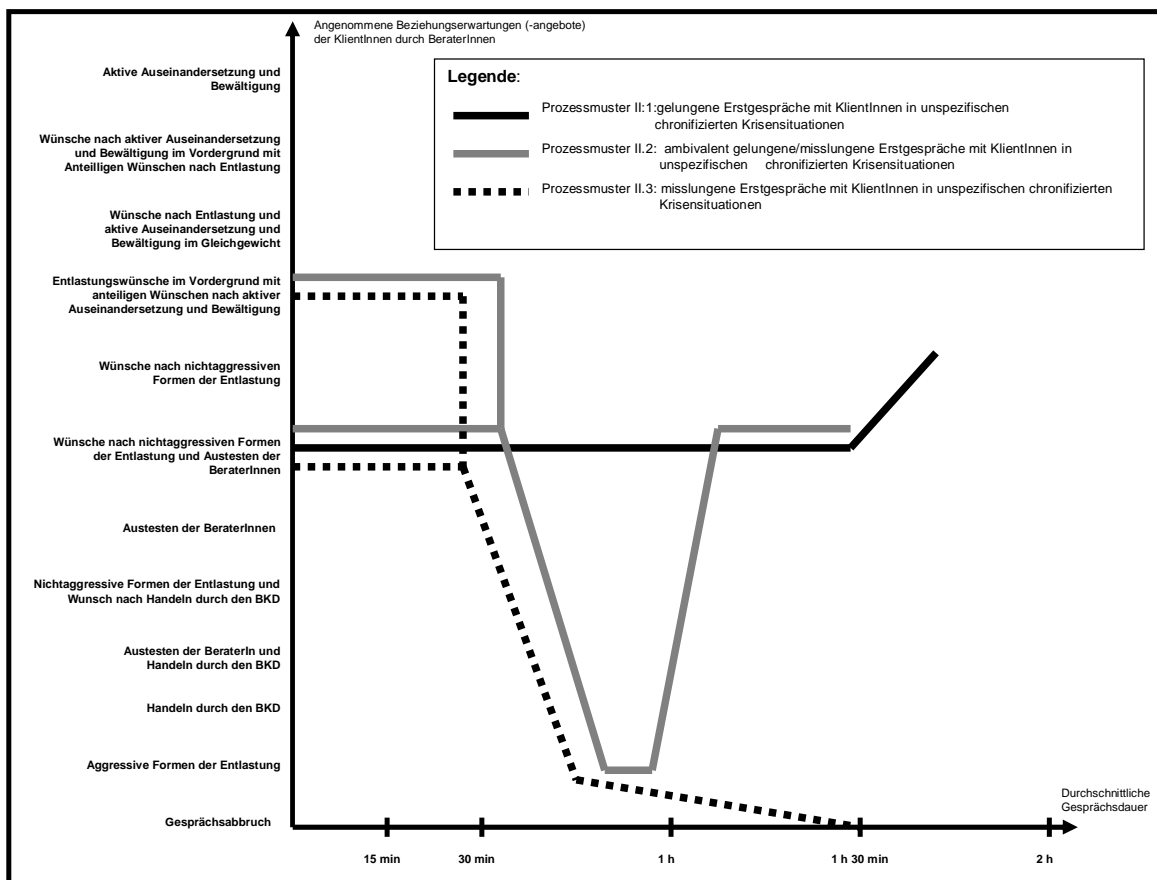 Angenommene Beziehungserwartungen (-angebote)
der KlientInnen durch BeraterInnen
Legende:
Prozessmuster II:1:gelungene Erstgespräche mit KlientInnen in unspezifischen
chronifizierten Krisensituationen
Prozessmuster II.2: ambivalent gelungene/misslungene Erstgespräche mit KlientInnen in
unspezifischen chronifizierten Krisensituationen
Prozessmuster II.3: misslungene Erstgespräche mit KlientInnen in unspezifischen chronifizierten
Krisensituationen
Aktive Auseinandersetzung und
Bewältigung
Wünsche nach aktiver Auseinandersetzung
und Bewältigung im Vordergrund mit
Anteilligen Wünschen nach Entlastung
Wünsche nach Entlastung und
aktive Auseinandersetzung und
Bewältigung im Gleichgewicht
Entlastungswünsche im Vordergrund mit
anteiligen Wünschen nach aktiver
Auseinandersetzung und Bewältigung
Wünsche nach nichtaggressiven
Formen der Entlastung
Wünsche nach nichtaggressiven Formen
der Entlastung und Austesten der
BeraterInnen
Austesten der BeraterInnen
Nichtaggressive Formen der Entlastung und
Wunsch nach Handeln durch den BKD
Austesten der BeraterIn und
Handeln durch den BKD
Handeln durch den BKD
Aggressive Formen der Entlastung
Gesprächsabbruch
Durchschnittliche
Gesprächsdauer
15 min
30 min
1 h
1 h 30 min
2 h